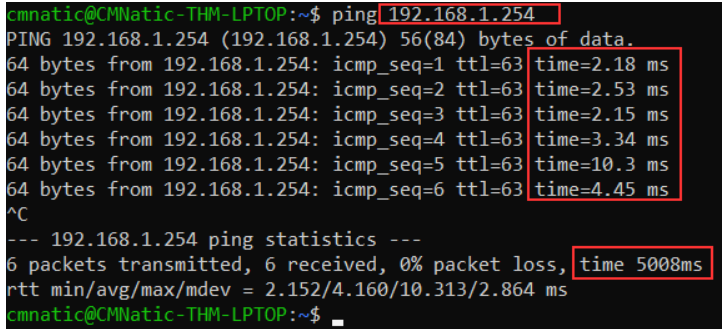 cmnatic@CMNatic-THM-LPTOP:~$ ping 192.168.1.254
PING 192.168.1.254 (192.168.1.254) 56(84) bytes of data.
64 bytes from 192.168.1.254: icmp_seq=1 ttl=63 time=2.18 ms
64 bytes from 192.168.1.254: icmp_seq=2 ttl=63 time=2.53 ms
64 bytes from 192.168.1.254: icmp_seq=3 ttl=63 time=2.15 ms
64 bytes from 192.168.1.254: icmp_seq=4 ttl=63 time=3.34 ms
64 bytes from 192.168.1.254: icmp_seq=5 ttl=63 time=10.3 ms
64 bytes from 192.168.1.254: icmp_seq=6 ttl=63 time=4.45 ms
^C
--- 192.168.1.254 ping statistics ---
6 packets transmitted, 6 received, 0% packet loss, time 5008ms
rtt min/avg/max/mdev = 2.152/4.160/10.313/2.864 ms
cmnatic@CMNatic-THM-LPTOP:~$